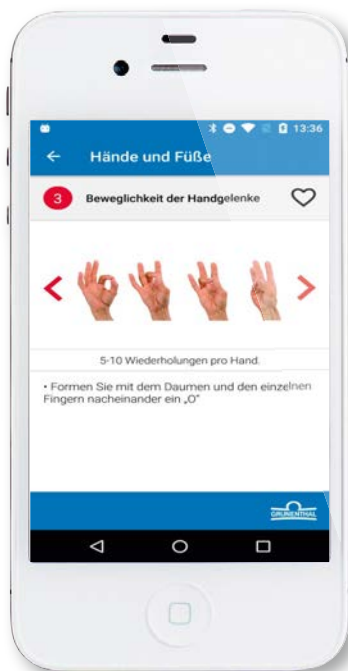 13:36
Hände und Füße
3 Beweglichkeit der Handgelenke
5-10 Wiederholungen pro Hand.
• Formen Sie mit dem Daumen und den einzelnen
Fingern nacheinander ein „O“
GRÜNENTHAL